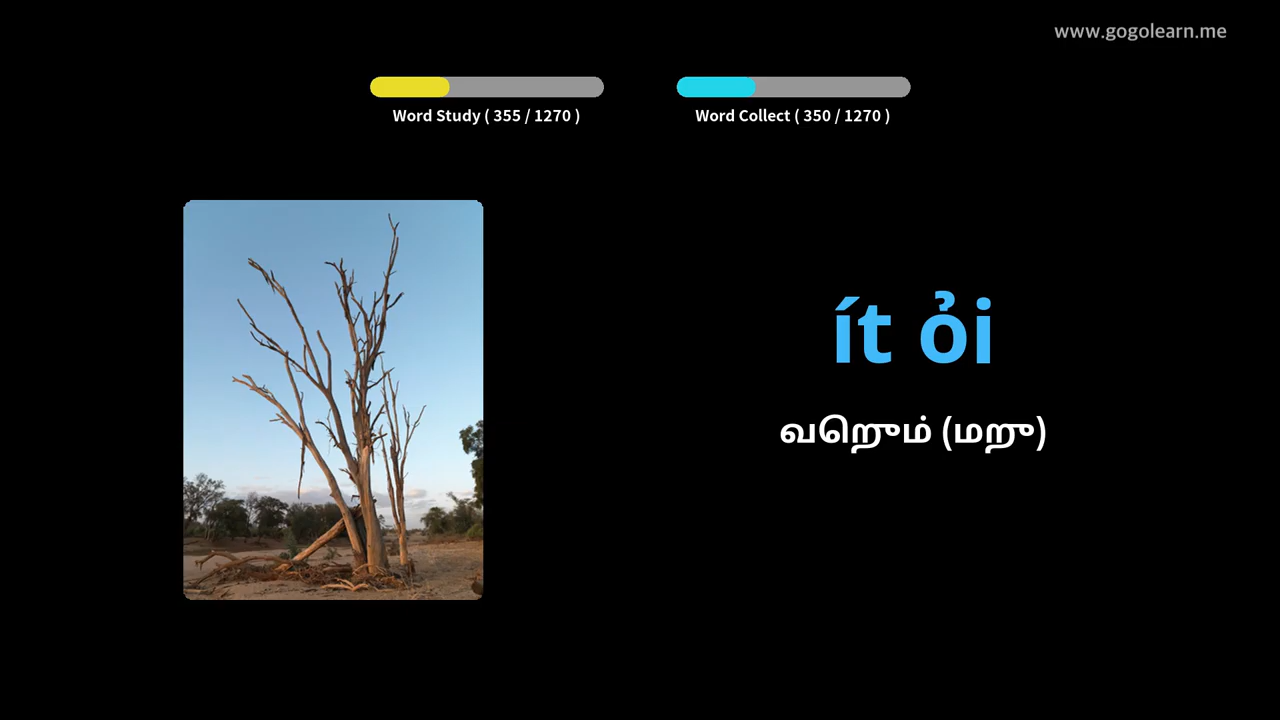 www.gogolearn.me
Word Study ( 355 / 1270 )
Word Collect ( 350 / 1270 )
ít ỏi
வறெும் (மறு)